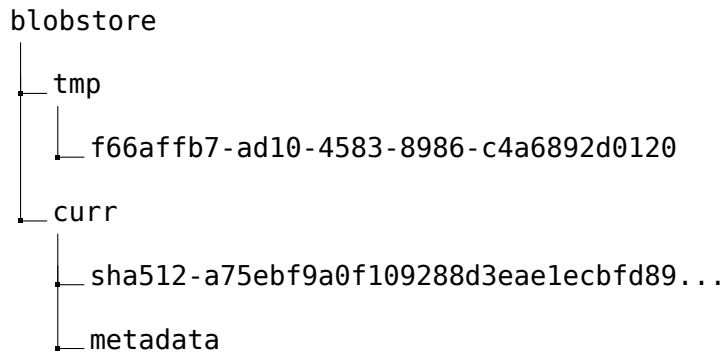 blobstore
tmp
f66affb7-ad10-4583-8986-c4a6892d0120
curr
sha512-a75ebf9a0f109288d3eae1ecbfd89...
metadata